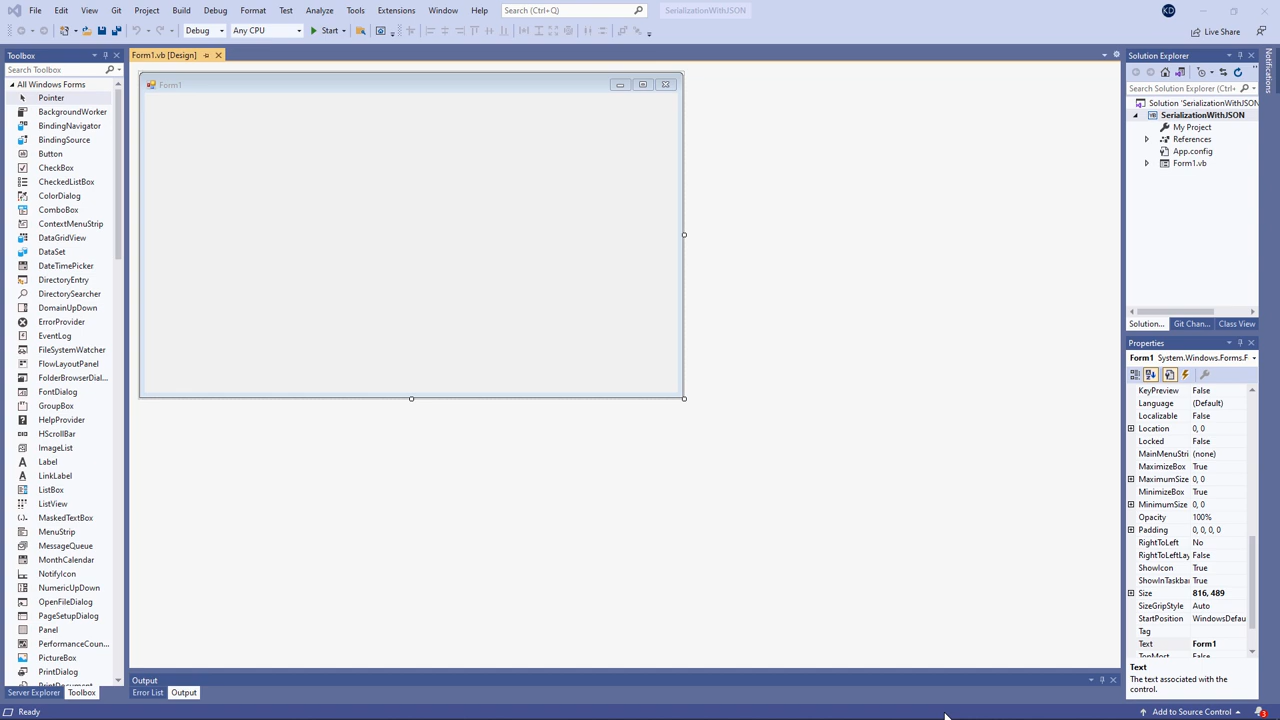 File Edit View Git Project Build Debug Format Test Analyze Tools Extensions Window Help Search (Ctrl+Q) SerializationWithJSON KD
Debug Any CPU Start Live Share
Toolbox
Search Toolbox
All Windows Forms
Pointer
BackgroundWorker
BindingNavigator
BindingSource
Button
CheckBox
CheckedListBox
ColorDialog
ComboBox
ContextMenuStrip
DataGridView
DataSet
DateTimePicker
DirectoryEntry
DirectorySearcher
DomainUpDown
ErrorProvider
EventLog
FileSystemWatcher
FlowLayoutPanel
FolderBrowserDial...
FontDialog
GroupBox
HelpProvider
HScrollBar
ImageList
Label
LinkLabel
ListBox
ListView
MaskedTextBox
MenuStrip
MessageQueue
MonthCalendar
NotifyIcon
NumericUpDown
OpenFileDialog
PageSetupDialog
Panel
PerformanceCoun...
PictureBox
PrintDialog
Server Explorer Toolbox
Form1.vb [Design]
Form1
Output
Error List Output
Solution Explorer
Search Solution Explorer (Ctrl+
Solution 'SerializationWithJSON
SerializationWithJSON
My Project
References
App.config
Form1.vb
Solution... Git Chan... Class View
Properties
Form1 System.Windows.Forms.F
KeyPreview False
Language (Default)
Localizable False
Location 0, 0
Locked False
MainMenuStri (none)
MaximizeBox True
MaximumSize 0, 0
MinimizeBox True
MinimumSize 0, 0
Opacity 100%
Padding 0, 0, 0, 0
RightToLeft No
RightToLeftLay False
ShowIcon True
ShowInTaskbar True
Size 816, 489
SizeGripStyle Auto
StartPosition WindowsDefau
Tag
Text Form1
TopMost False
Text
The text associated with the
control.
Notifications
Ready Add to Source Control 3